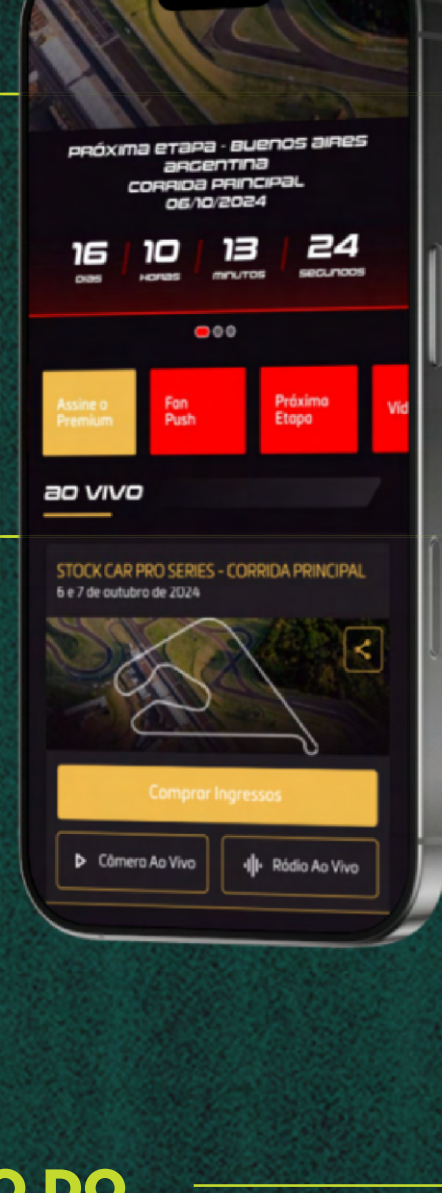 PRÓXIMA ETAPA - BUENOS AIRES
ARGENTINA
CORRIDA PRINCIPAL
06/10/2024
16 10 13 24
DIAS HORAS MINUTOS SEGUNDOS
Assine o
Premium
Fan
Push
Próxima
Etapa
Vid
AO VIVO
STOCK CAR PRO SERIES - CORRIDA PRINCIPAL
6 e 7 de outubro de 2024
Comprar Ingressos
Câmera Ao Vivo
Rádio Ao Vivo
O DO